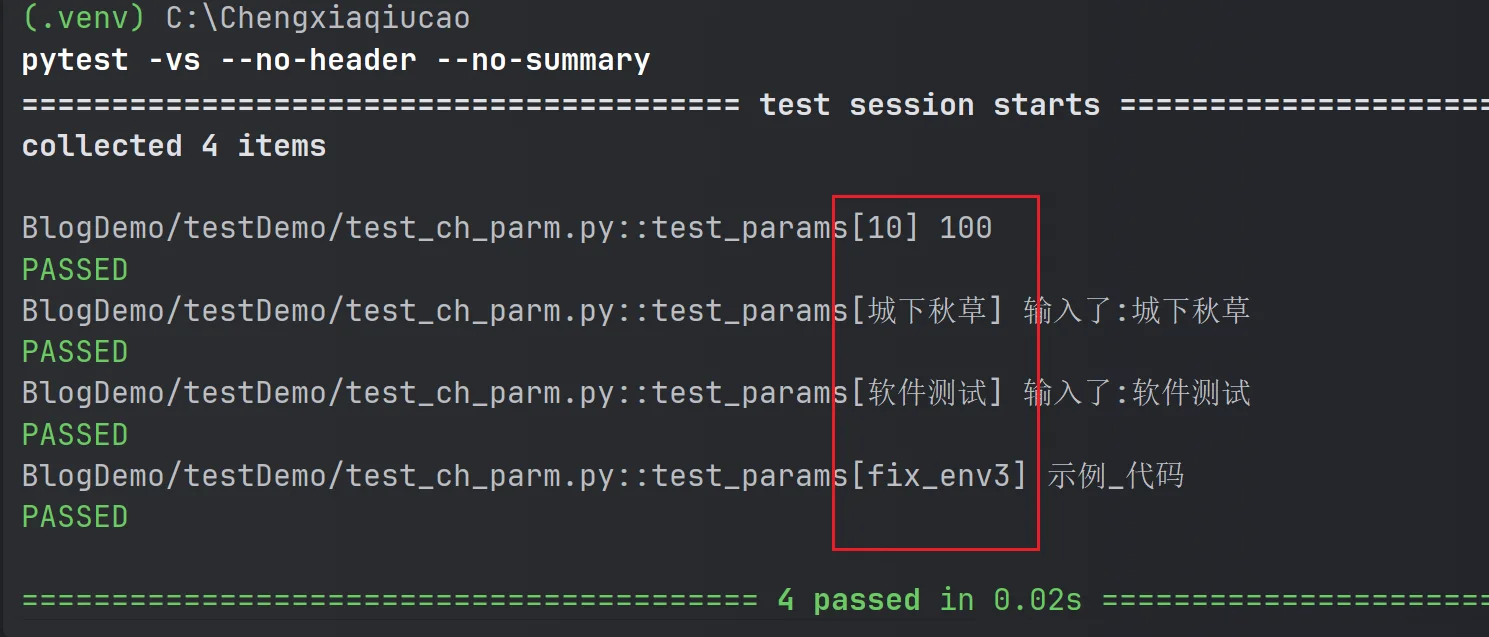 (.venv) C:\Chengxiaqiucao
pytest -vs --no-header --no-summary
======================================== test session starts =====================
collected 4 items
BlogDemo/testDemo/test_ch_parm.py::test_params[10] 100
PASSED
BlogDemo/testDemo/test_ch_parm.py::test_params[城下秋草] 输入了:城下秋草
PASSED
BlogDemo/testDemo/test_ch_parm.py::test_params[软件测试] 输入了:软件测试
PASSED
BlogDemo/testDemo/test_ch_parm.py::test_params[fix_env3] 示例_代码
PASSED
========================================= 4 passed in 0.02s ======================